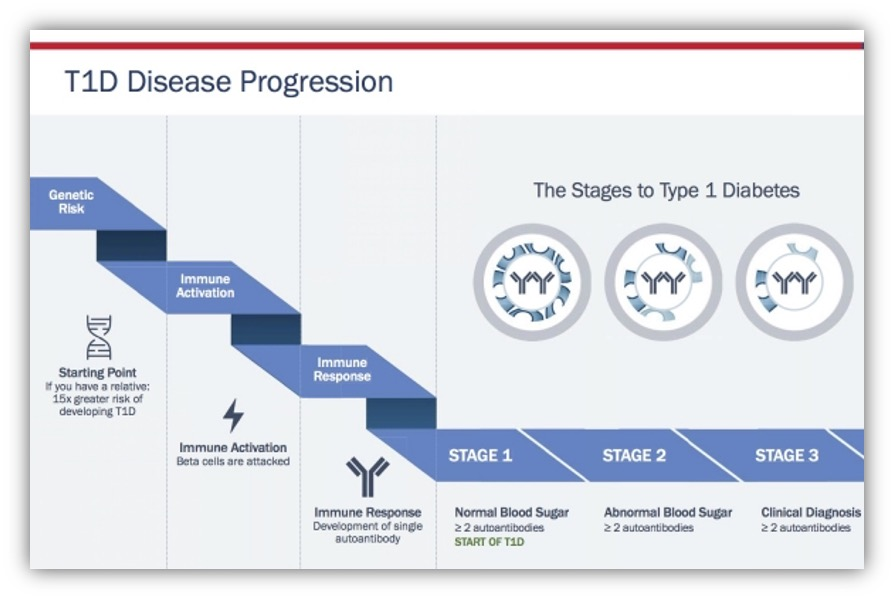 T1D Disease Progression
Genetic
Risk
Starting Point
If you have a relative:
15x greater risk of
developing T1D
Immune
Activation
Immune Activation
Beta cells are attacked
Immune
Response
Immune Response
Development of single
autoantibody
The Stages to Type 1 Diabetes
STAGE 1
Normal Blood Sugar
≥ 2 autoantibodies
START OF T1D
STAGE 2
Abnormal Blood Sugar
≥ 2 autoantibodies
STAGE 3
Clinical Diagnosis
≥ 2 autoantibodies